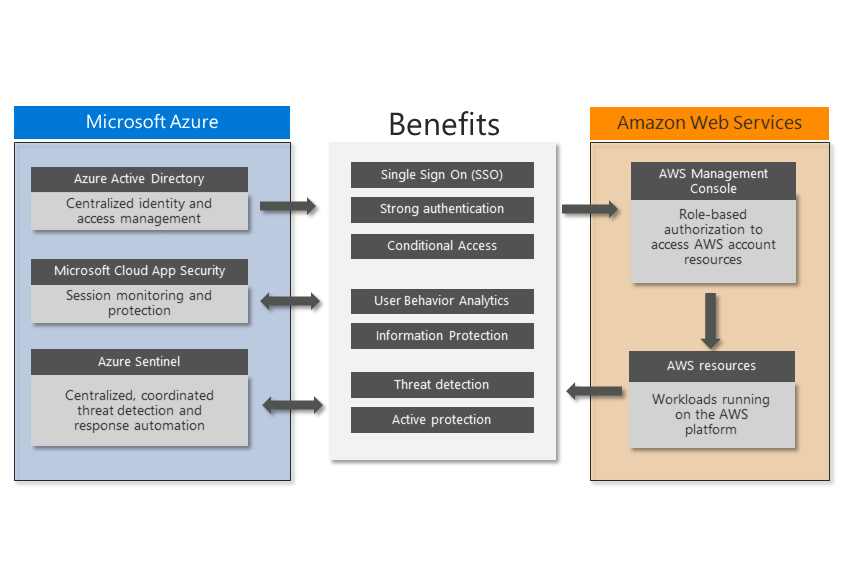 Microsoft Azure
Azure Active Directory
Centralized identity and
access management
Microsoft Cloud App Security
Session monitoring and
protection
Azure Sentinel
Centralized, coordinated
threat detection and
response automation
Benefits
Single Sign On (SSO)
Strong authentication
Conditional Access
User Behavior Analytics
Information Protection
Threat detection
Active protection
Amazon Web Services
AWS Management
Console
Role-based
authorization to
access AWS account
resources
AWS resources
Workloads running
on the AWS
platform